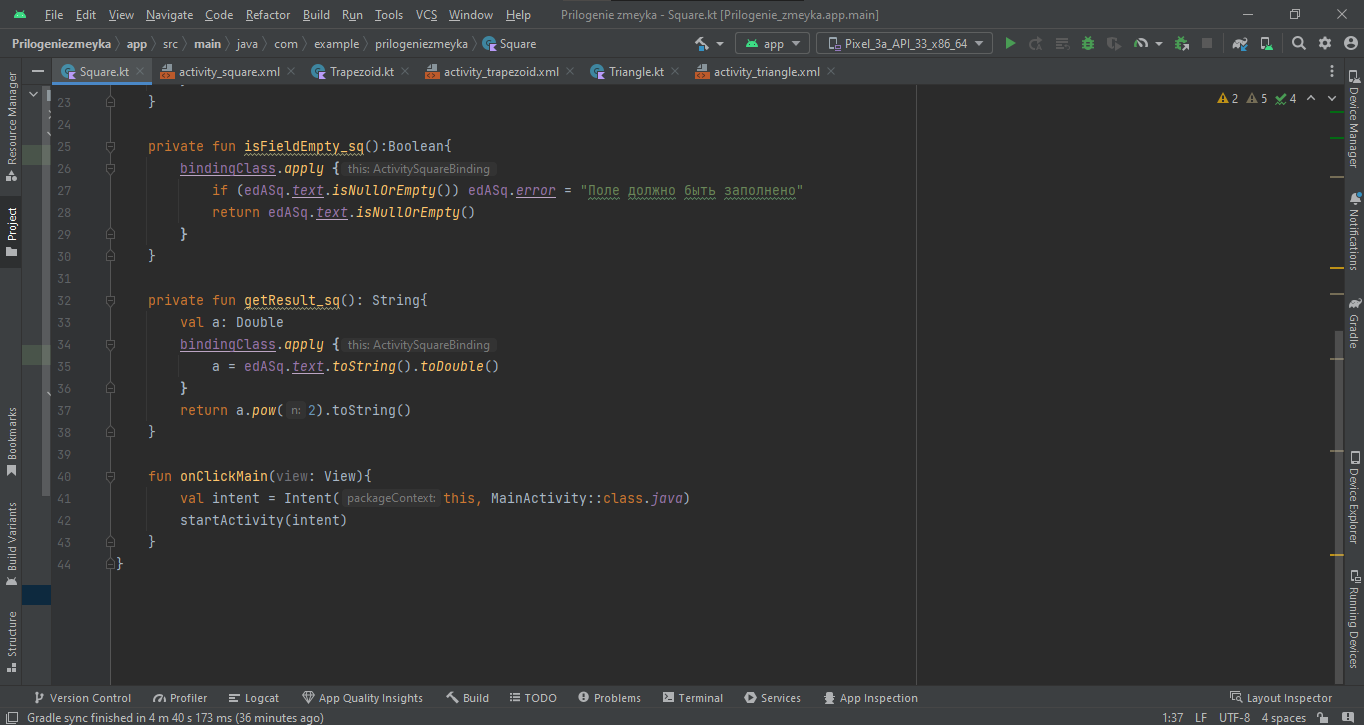 File Edit View Navigate Code Refactor Build Run Tools VCS Window Help Prilogenie zmeyka - Square.kt [Prilogenie_zmeyka.app.main]
Prilogeniezmeyka app src main java com example prilogeniezmeyka Square app Pixel_3a_API_33_x86_64
Square.kt activity_square.xml Trapezoid.kt activity_trapezoid.xml Triangle.kt activity_triangle.xml
2 5 4
23 }
24
25 private fun isFieldEmpty_sq():Boolean{
26 bindingClass.apply { this: ActivitySquareBinding
27 if (edASq.text.isNullOrEmpty()) edASq.error = "Поле должно быть заполнено"
28 return edASq.text.isNullOrEmpty()
29 }
30 }
31
32 private fun getResult_sq(): String{
33 val a: Double
34 bindingClass.apply { this: ActivitySquareBinding
35 a = edASq.text.toString().toDouble()
36 }
37 return a.pow( n: 2).toString()
38 }
39
40 fun onClickMain(view: View){
41 val intent = Intent( packageContext: this, MainActivity::class.java)
42 startActivity(intent)
43 }
44 }
Resource Manager
Project
Bookmarks
Build Variants
Structure
Device Manager
Notifications
Gradle
Device Explorer
Running Devices
Version Control Profiler Logcat App Quality Insights Build TODO Problems Terminal Services App Inspection Layout Inspector
Gradle sync finished in 4 m 40 s 173 ms (36 minutes ago) 1:37 LF UTF-8 4 spaces